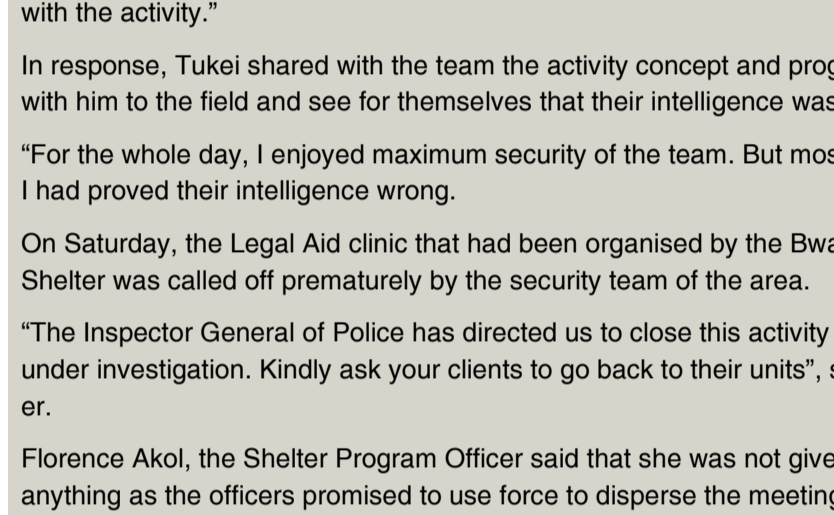 with the activity.”
In response, Tukei shared with the team the activity concept and
with him to the field and see for themselves that their intelligence was
“For the whole day, I enjoyed maximum security of the team. But
I had proved their intelligence wrong.
On Saturday, the Legal Aid clinic that had been organised by the
Shelter was called off prematurely by the security team of the area.
“The Inspector General of Police has directed us to close this activity
under investigation. Kindly ask your clients to go back to their units”,
er.
Florence Akol, the Shelter Program Officer said that she was not
anything as the officers promised to use force to disperse the